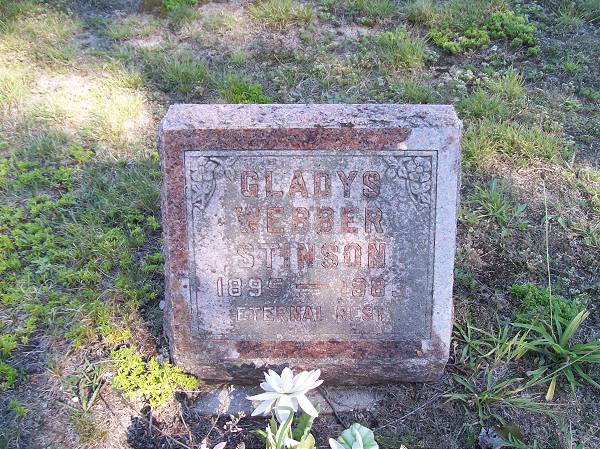 GLADYS
WEBBER
STINSON
ETERNAL REST